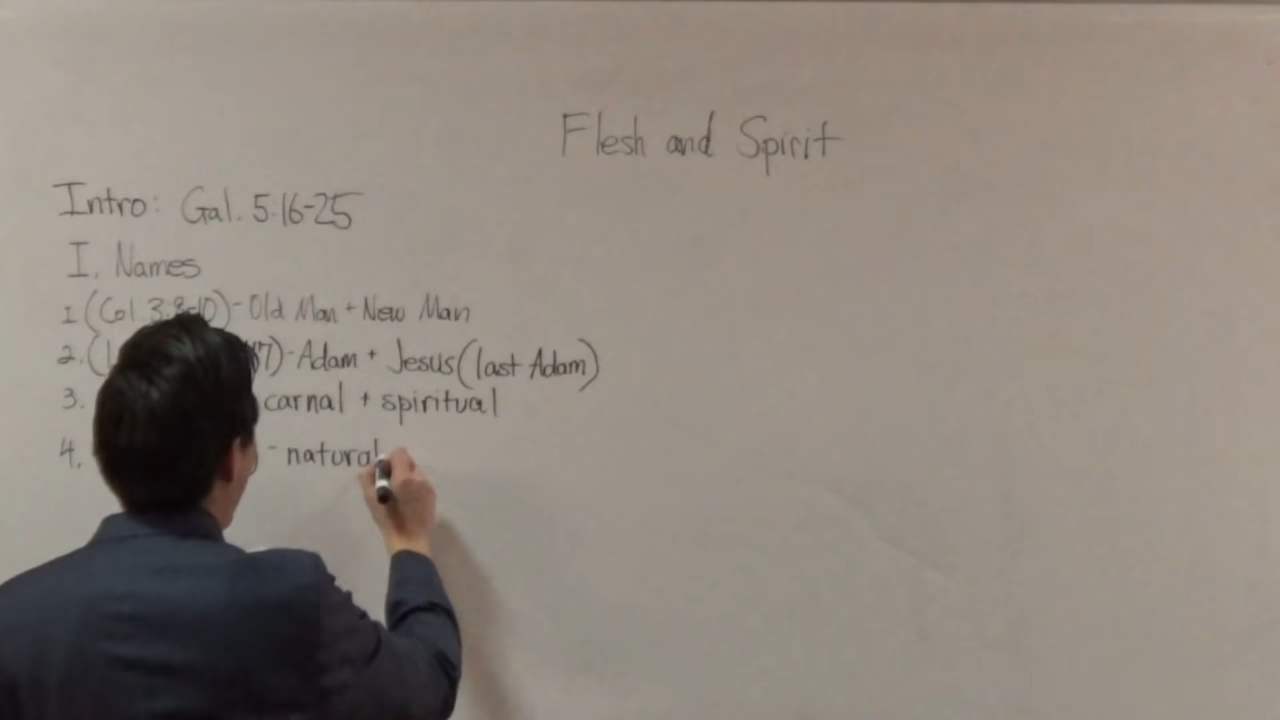 Flesh and Spirit
Intro: Gal. 5:16-25
I. Names
1 (Col. 3:8-10) - Old Man + New Man
2. - Adam + Jesus (last Adam)
3. carnal + spiritual
4. - natural